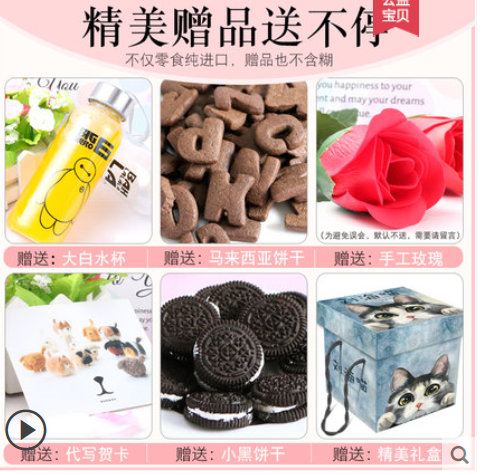 公益
宝贝
精美赠品送不停
不仅零食纯进口，赠品也不含糊
赠送：大白水杯
赠送：马来西亚饼干
（为避免误会，默认不送，需要请留言）
赠送：手工玫瑰
赠送：代写贺卡
赠送：小黑饼干
赠送：精美礼盒